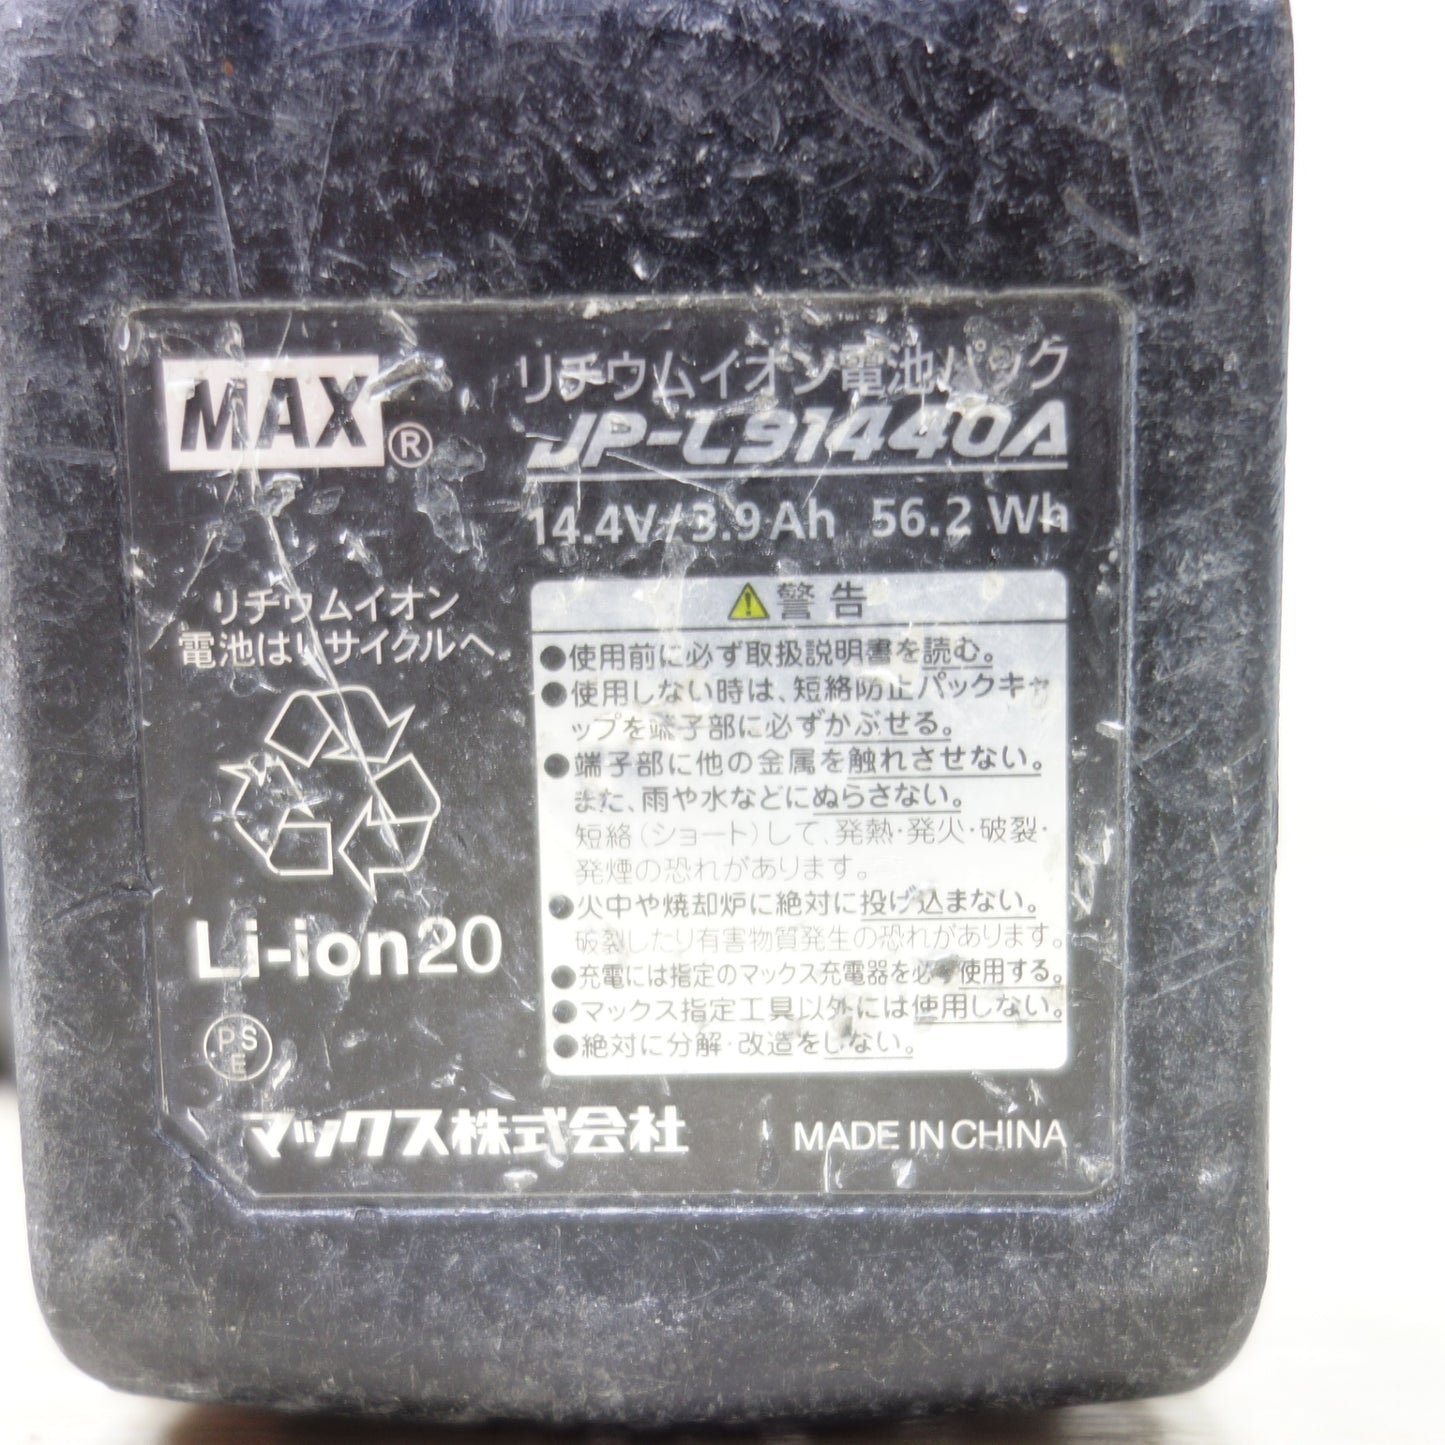 MAX®
リチウムイオン電池パック
JP-L91440A
14.4V/3.9Ah 56.2 Wh
リチウムイオン
電池はリサイクルへ
Li-ion20
PS
E
警告
●使用前に必ず取扱説明書を読む。
●使用しない時は、短絡防止パックキャ
ップを端子部に必ずかぶせる。
●端子部に他の金属を触れさせない。
また、雨や水などにぬらさない。
短絡(ショート)して、発熱・発火・破裂・
発煙の恐れがあります。
●火中や焼却炉に絶対に投げ込まない。
破裂したり有害物質発生の恐れがあります。
●充電には指定のマックス充電器を必ず使用する。
●マックス指定工具以外には使用しない。
●絶対に分解・改造をしない。
マックス株式会社
MADE IN CHINA